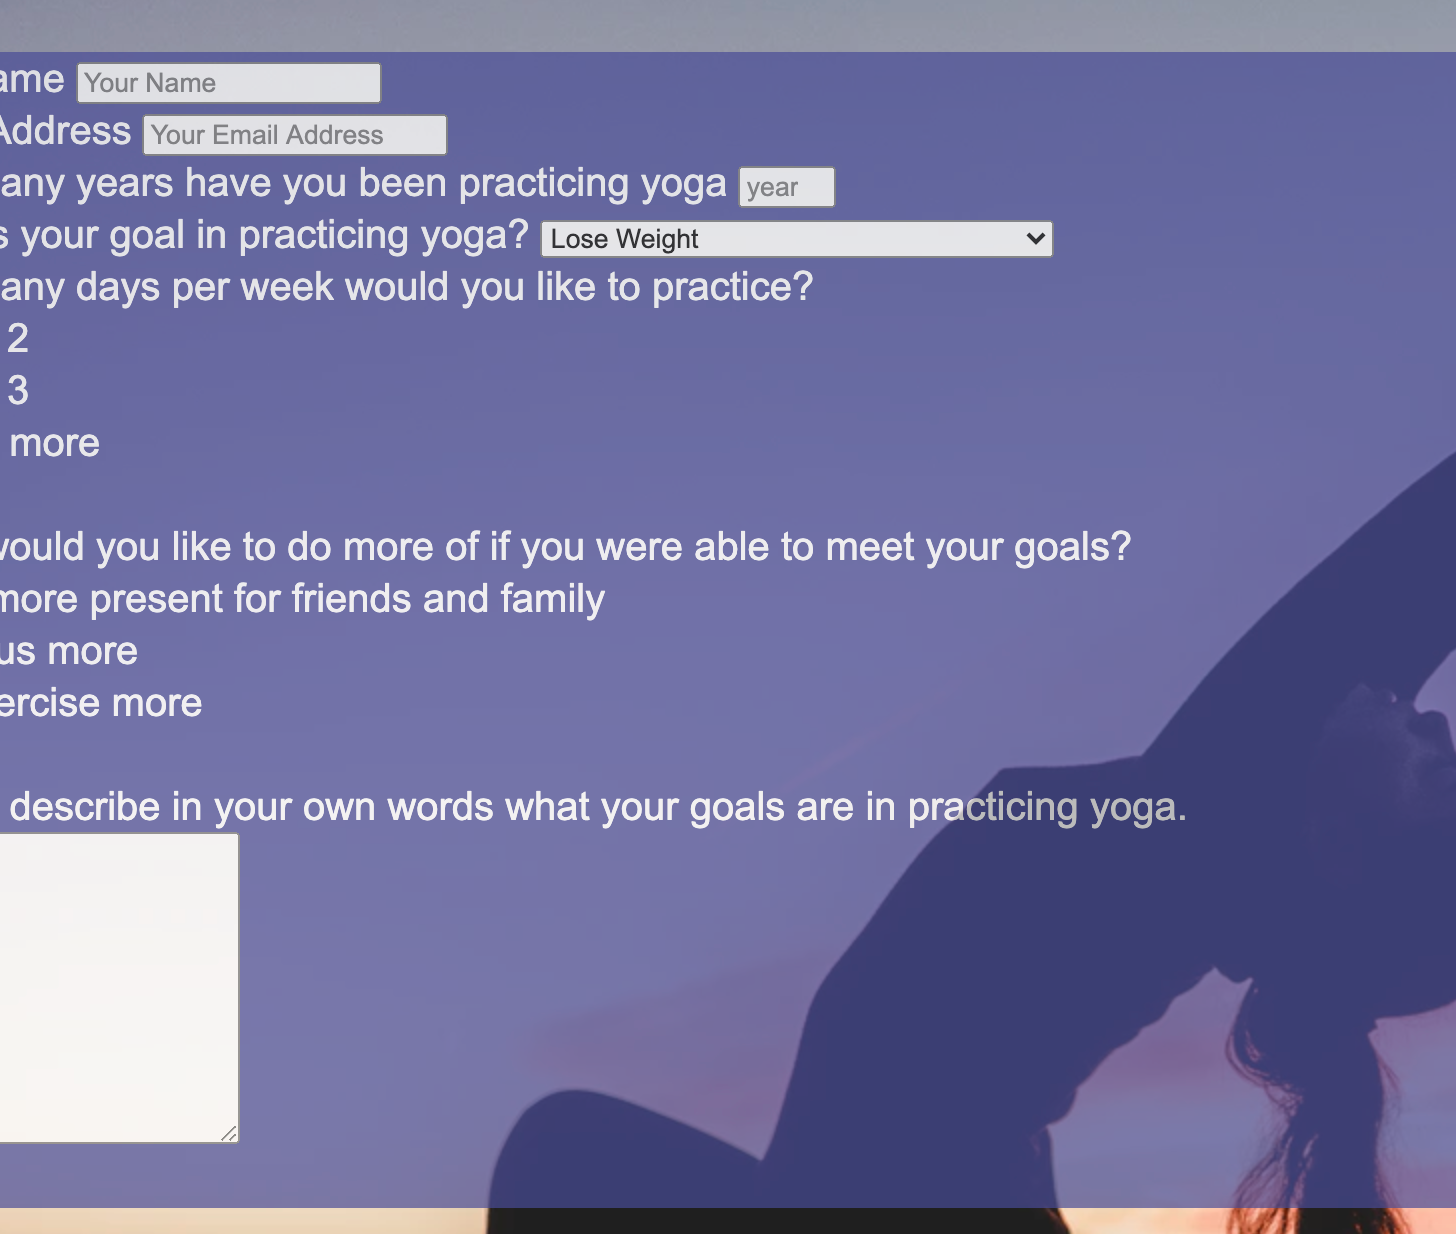 ame Your Name
Address Your Email Address
any years have you been practicing yoga year
s your goal in practicing yoga? Lose Weight
any days per week would you like to practice?
2
3
more
would you like to do more of if you were able to meet your goals?
more present for friends and family
us more
ercise more
describe in your own words what your goals are in practicing yoga.